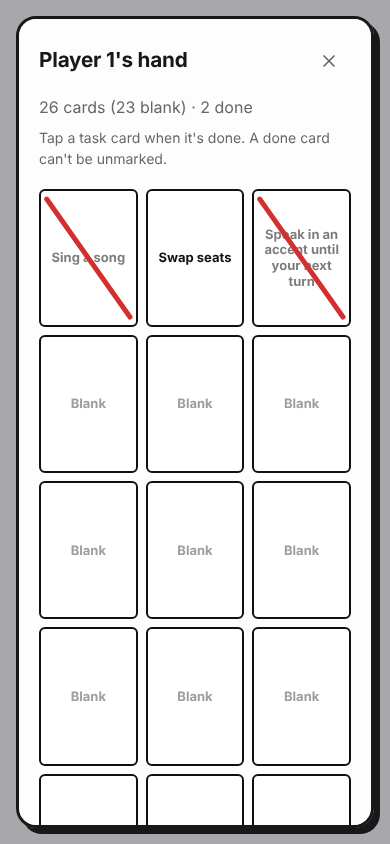 Player 1's hand
26 cards (23 blank) · 2 done
Tap a task card when it's done. A done card
can't be unmarked.
Sing a song
Swap seats
Speak in an
accent until
your next
turn
Blank
Blank
Blank
Blank
Blank
Blank
Blank
Blank
Blank